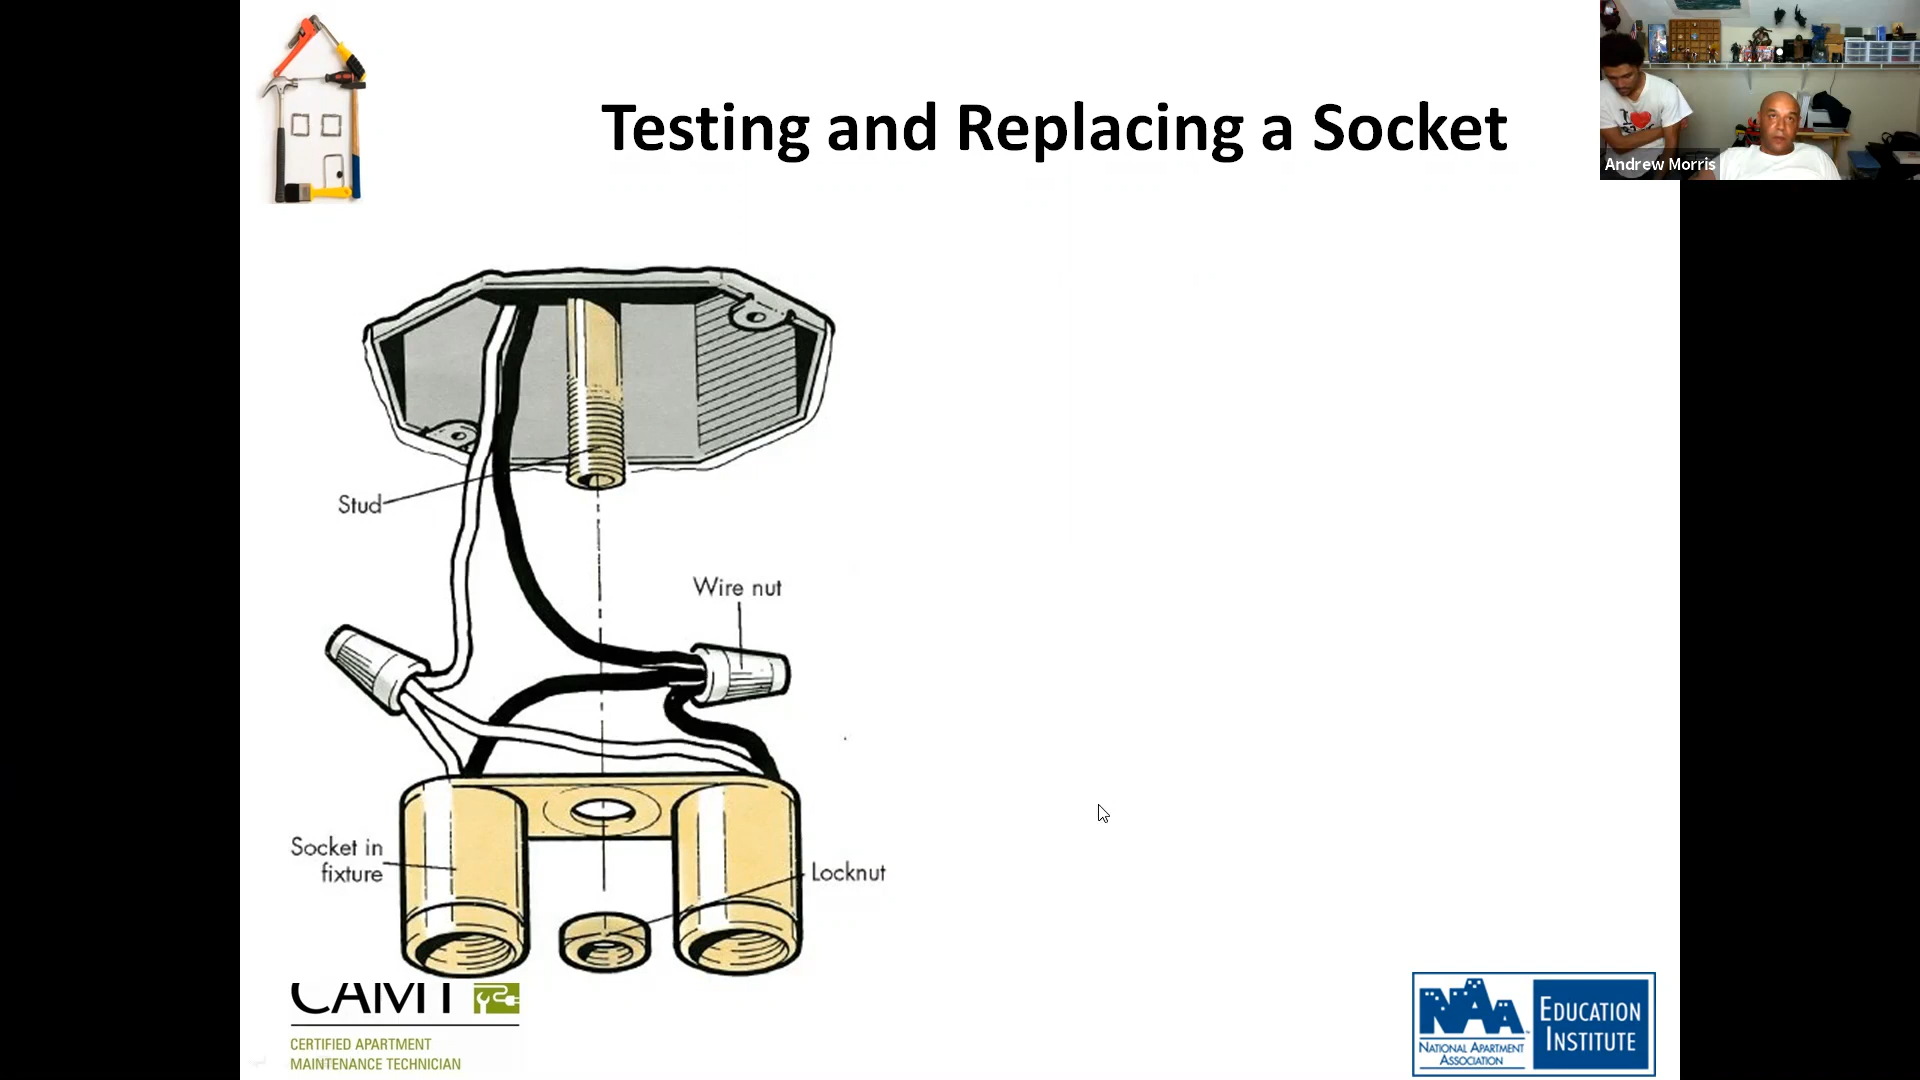 Testing and Replacing a Socket
Andrew Morris
Stud
Wire nut
Socket in
fixture
Locknut
CAMT
CERTIFIED APARTMENT
MAINTENANCE TECHNICIAN
NAA
NATIONAL APARTMENT
ASSOCIATION
EDUCATION
INSTITUTE